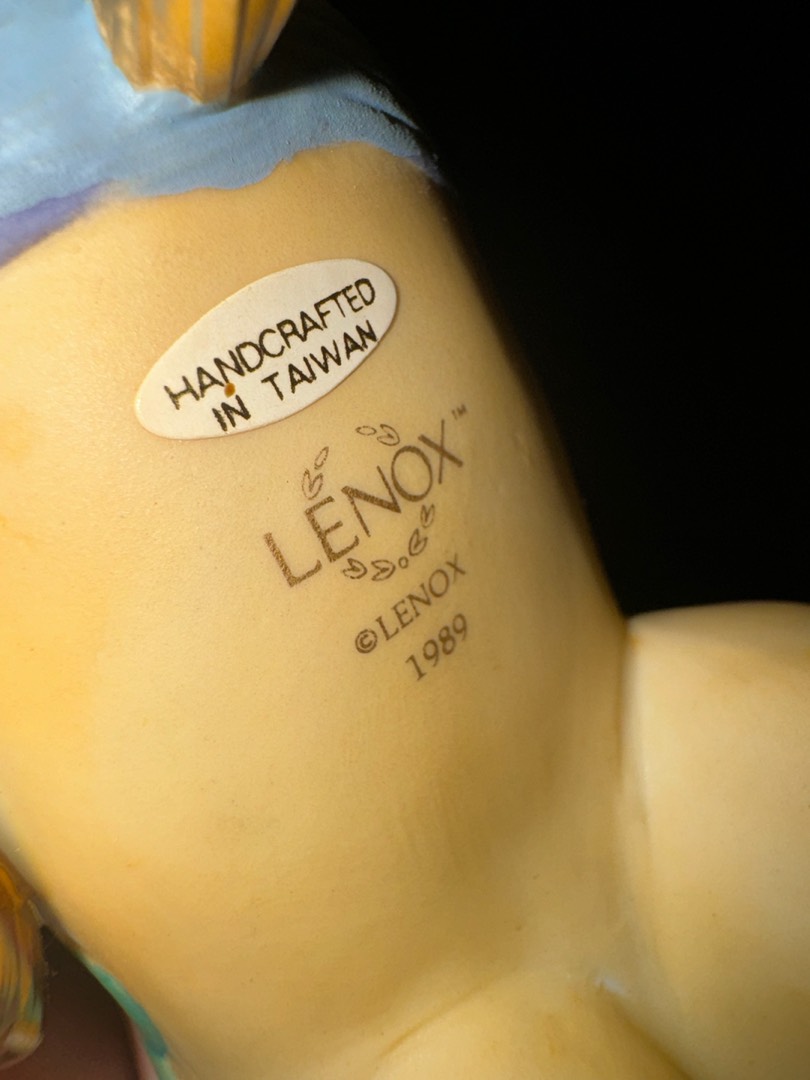 HANDCRAFTED
IN TAIWAN
LENOX™
©LENOX
1989